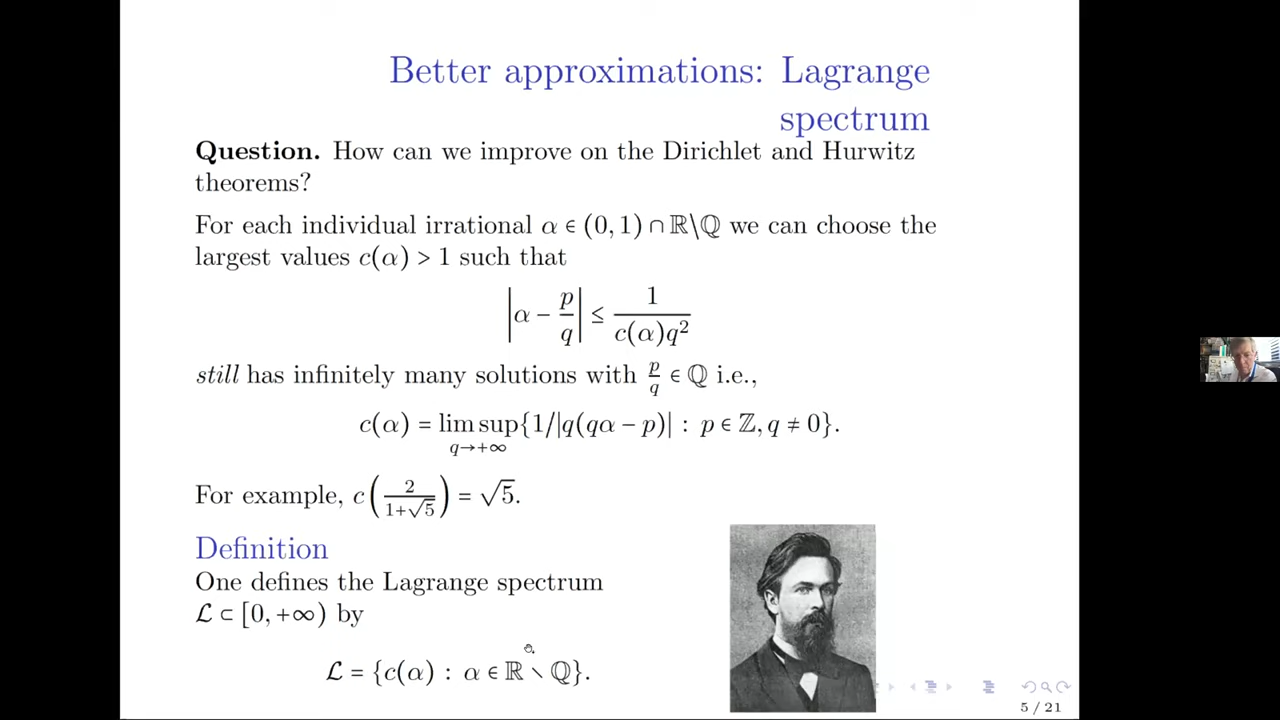 Better approximations: Lagrange
spectrum
Question. How can we improve on the Dirichlet and Hurwitz
theorems?
For each individual irrational α ∈ (0, 1) ∩ ℝ\ℚ we can choose the
largest values c(α) > 1 such that
|α − p/q| ≤ 1/(c(α)q²)
still has infinitely many solutions with p/q ∈ ℚ i.e.,
c(α) = lim sup_{q→+∞} {1/|q(qα − p)| : p ∈ ℤ, q ≠ 0}.
For example, c(2/(1+√5)) = √5.
Definition
One defines the Lagrange spectrum
ℒ ⊂ [0, +∞) by
ℒ = {c(α) : α ∈ ℝ ∖ ℚ}.
5 / 21